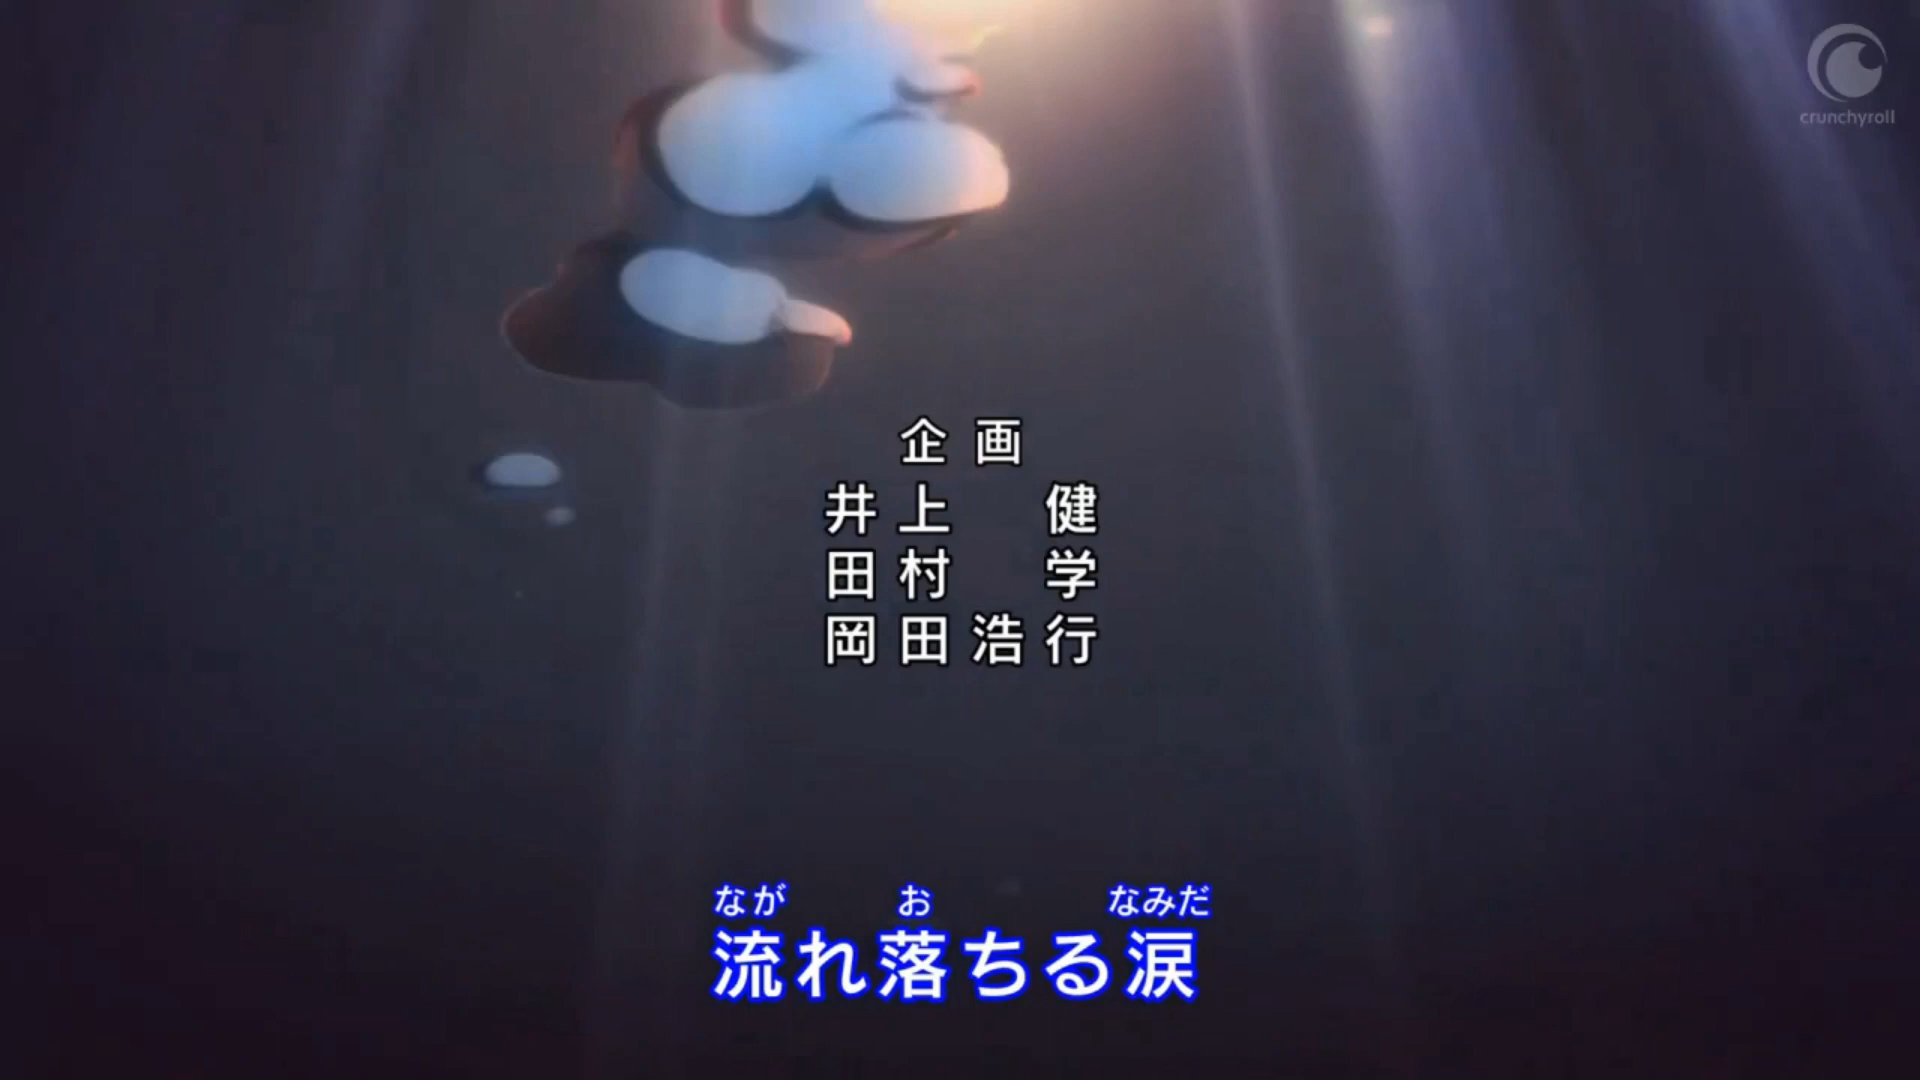 crunchyroll
企画
井上 健
田村 学
岡田浩行
なが お なみだ
流れ落ちる涙